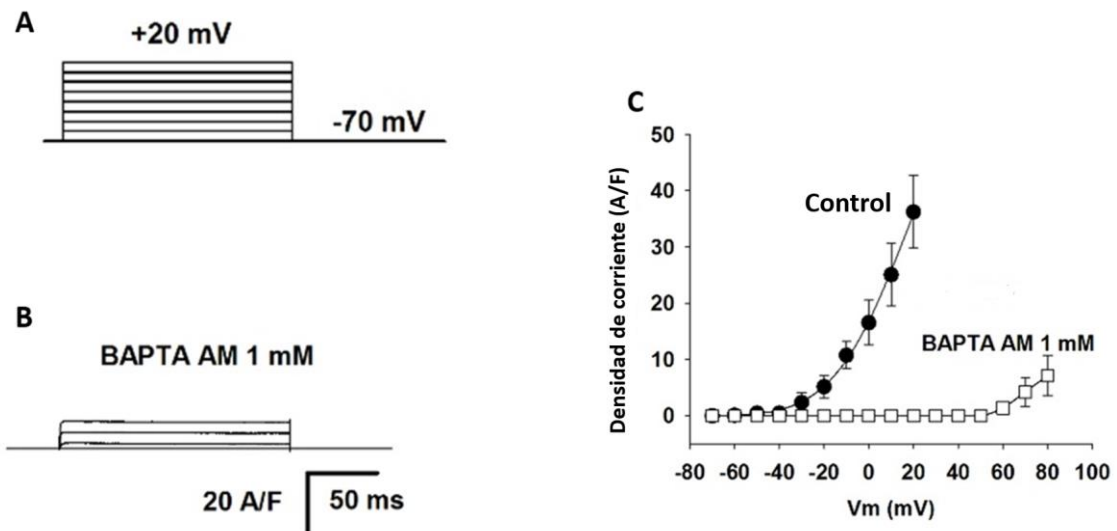 A
+20 mV
-70 mV
B
BAPTA AM 1 mM
20 A/F
50 ms
C
Densidad de corriente (A/F)
50
40
30
20
10
0
Control
BAPTA AM 1 mM
-80 -60 -40 -20 0 20 40 60 80 100
Vm (mV)